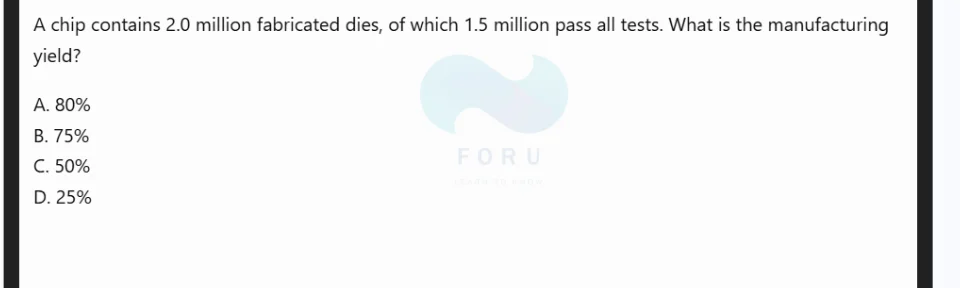 A chip contains 2.0 million fabricated dies, of which 1.5 million pass all tests. What is the manufacturing
yield?
A. 80%
B. 75%
C. 50%
D. 25%
FORU